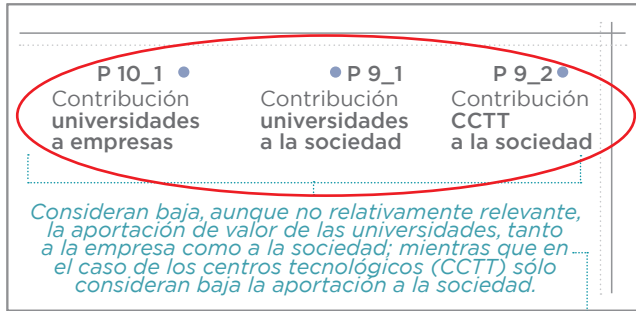 P 10_1
Contribución
universidades
a empresas
P 9_1
Contribución
universidades
a la sociedad
P 9_2
Contribución
CCTT
a la sociedad
Consideran baja, aunque no relativamente relevante,
la aportación de valor de las universidades, tanto
a la empresa como a la sociedad; mientras que en
el caso de los centros tecnológicos (CCTT) sólo
consideran baja la aportación a la sociedad.